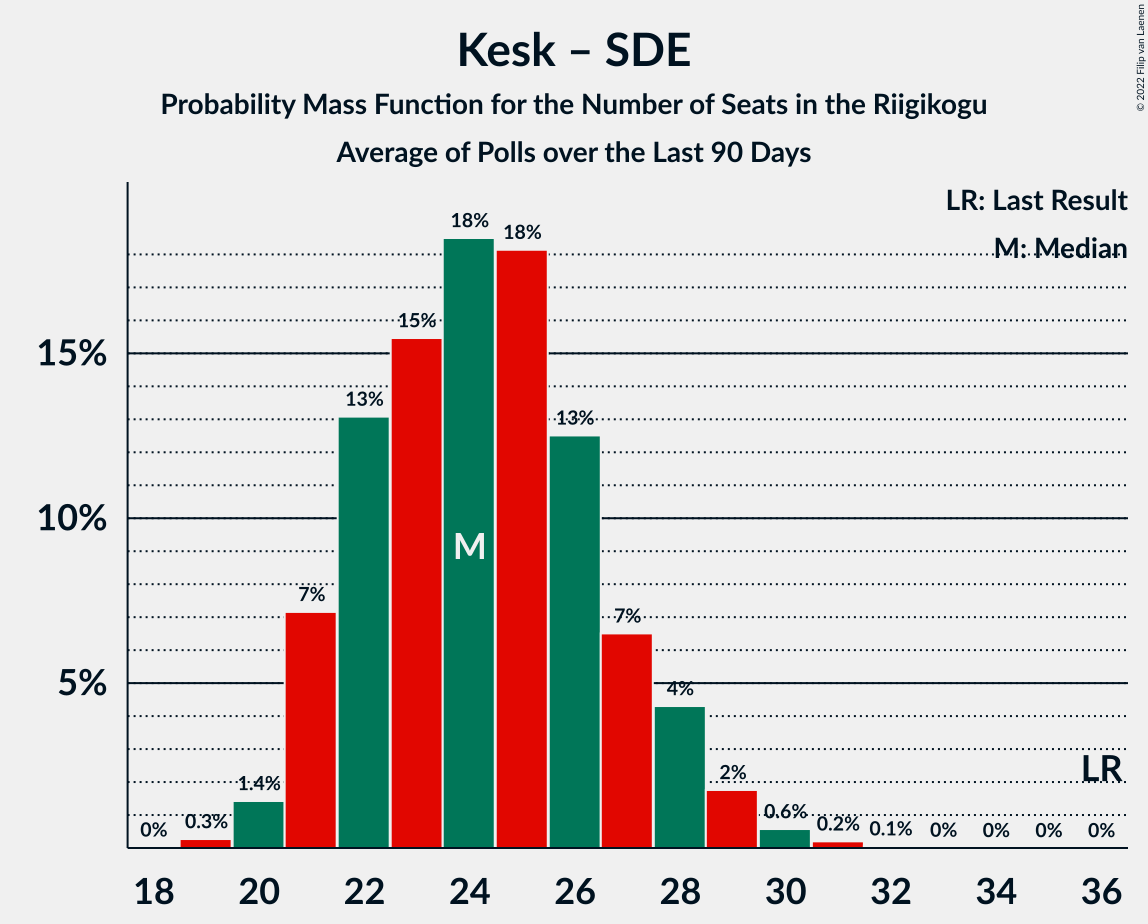 Kesk – SDE
Probability Mass Function for the Number of Seats in the Riigikogu
Average of Polls over the Last 90 Days
© 2022 Filip van Laenen
LR: Last Result
M: Median
15%
10%
5%
0%
0.3%
1.4%
7%
13%
15%
18%
18%
13%
7%
4%
2%
0.6%
0.2%
0.1%
0%
0%
0%
0%
M
LR
18 20 22 24 26 28 30 32 34 36